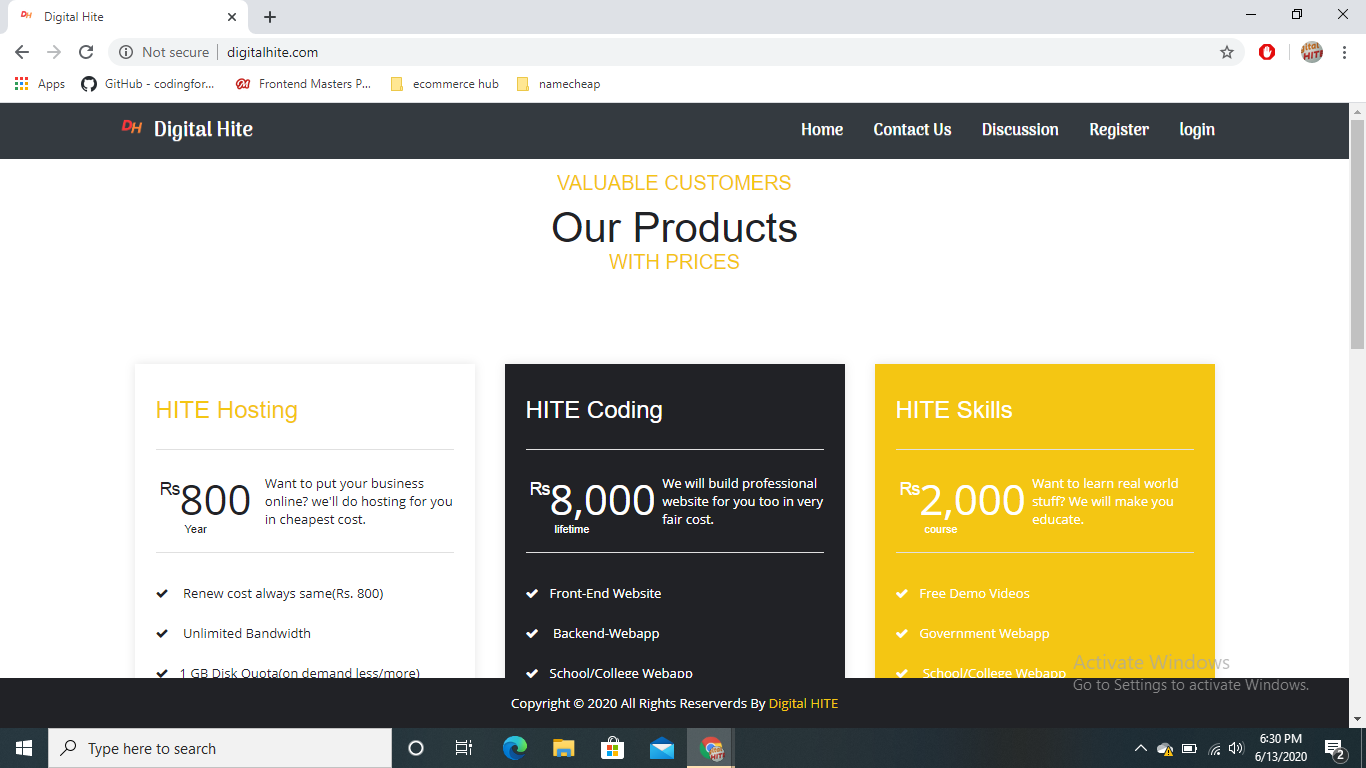 DH Digital Hite
Not secure digitalhite.com
Apps GitHub - codingfor... Frontend Masters P... ecommerce hub namecheap
DH Digital Hite Home Contact Us Discussion Register login
VALUABLE CUSTOMERS
Our Products
WITH PRICES
HITE Hosting
Rs800
Year
Want to put your business
online? we'll do hosting for you
in cheapest cost.
Renew cost always same(Rs. 800)
Unlimited Bandwidth
1 GB Disk Quota(on demand less/more)
HITE Coding
Rs8,000
lifetime
We will build professional
website for you too in very
fair cost.
Front-End Website
Backend-Webapp
School/College Webapp
HITE Skills
Rs2,000
course
Want to learn real world
stuff? We will make you
educate.
Free Demo Videos
Government Webapp
School/College Webapp
Activate Windows
Go to Settings to activate Windows.
Copyright © 2020 All Rights Reserverds By Digital HITE
Type here to search
6:30 PM
6/13/2020
2